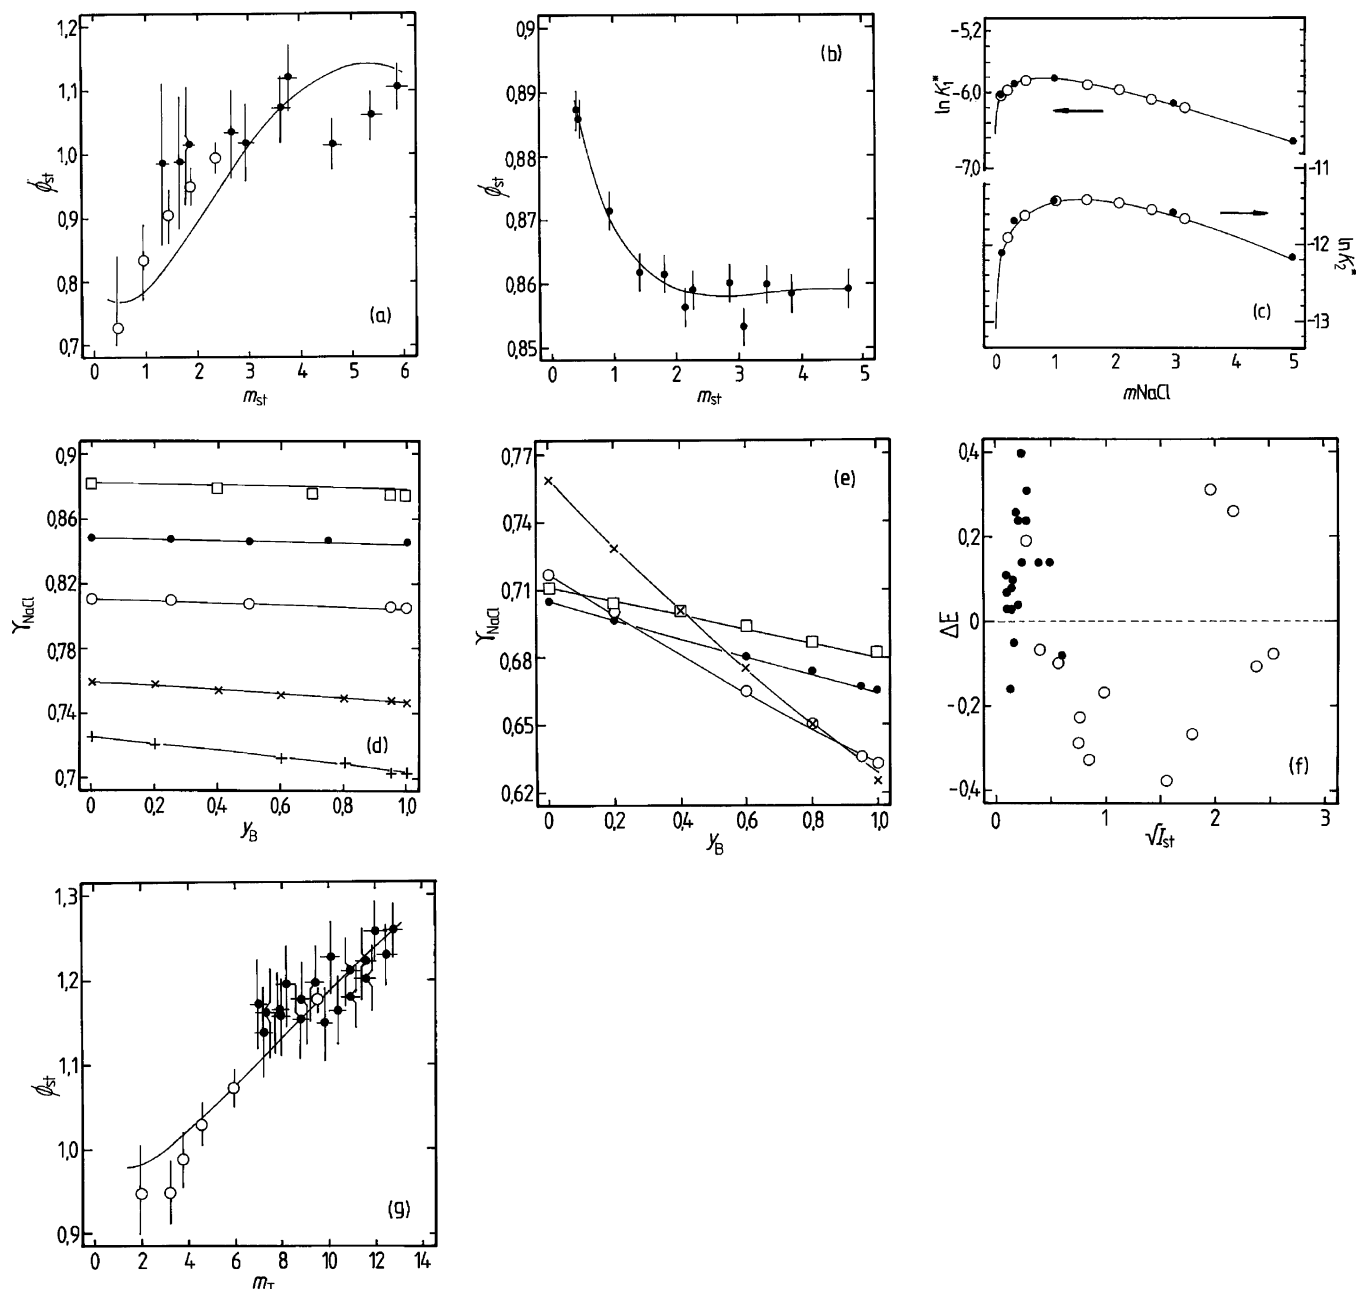 1,2
1,1
1,0
0,9
0,8
0,7
ϕst
0 1 2 3 4 5 6
mst
(a)
0,9
0,89
0,88
0,87
0,86
0,85
ϕst
0 1 2 3 4 5
mst
(b)
-5,2
-6,0
-7,0
ln K1*
-11
-12
-13
ln K2*
0 1 2 3 4 5
mNaCl
(c)
0,9
0,86
0,82
0,78
0,74
0,7
γNaCl
0 0,2 0,4 0,6 0,8 1,0
yB
(d)
0,77
0,74
0,71
0,68
0,65
0,62
γNaCl
0 0,2 0,4 0,6 0,8 1,0
yB
(e)
0,4
0,2
0
-0,2
-0,4
ΔE
0 1 2 3
√Ist
(f)
1,3
1,2
1,1
1,0
0,9
ϕst
0 2 4 6 8 10 12 14
mT
(g)